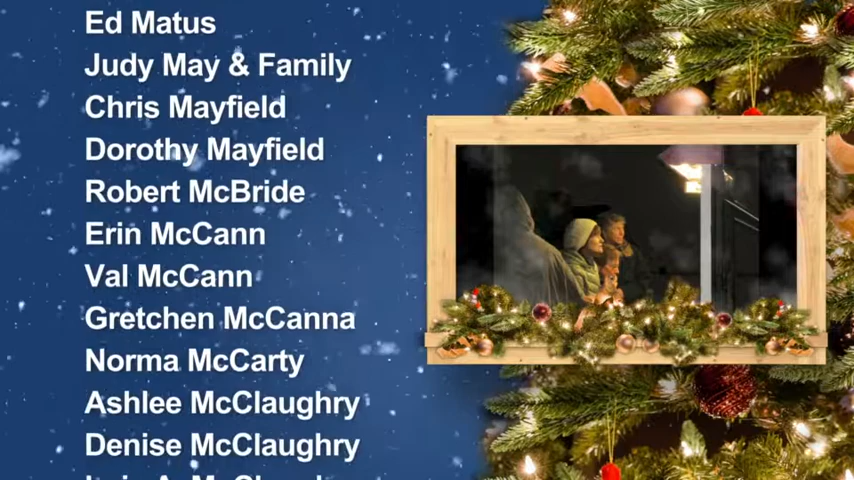 Ed Matus
Judy May & Family
Chris Mayfield
Dorothy Mayfield
Robert McBride
Erin McCann
Val McCann
Gretchen McCanna
Norma McCarty
Ashlee McClaughry
Denise McClaughry